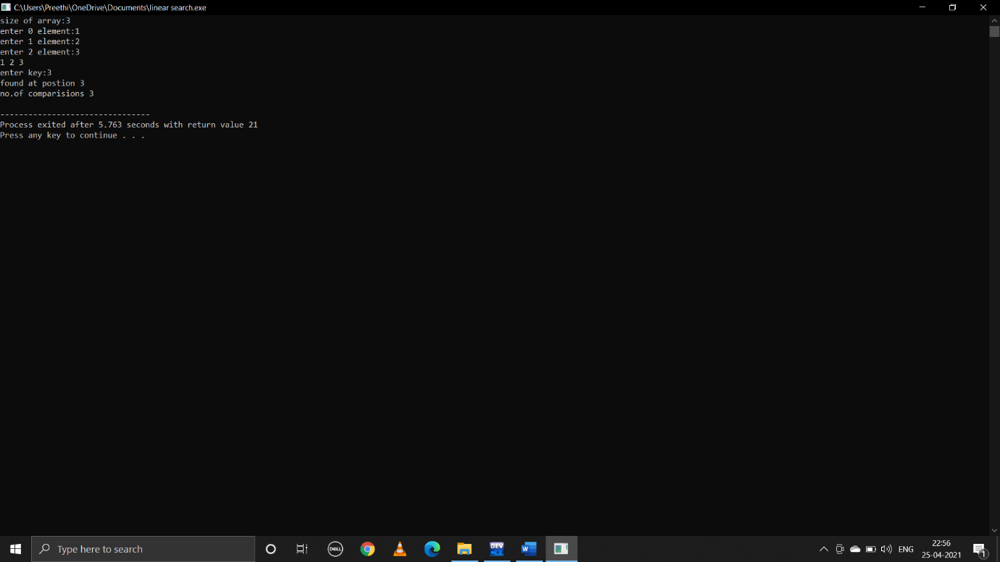 C:\Users\Preethi\OneDrive\Documents\linear search.exe
size of array:3
enter 0 element:1
enter 1 element:2
enter 2 element:3
1 2 3
enter key:3
found at postion 3
no.of comparisions 3
--------------------------------
Process exited after 5.763 seconds with return value 21
Press any key to continue . . .
Type here to search
DELL
DEV
W
ENG
22:56
25-04-2021
1